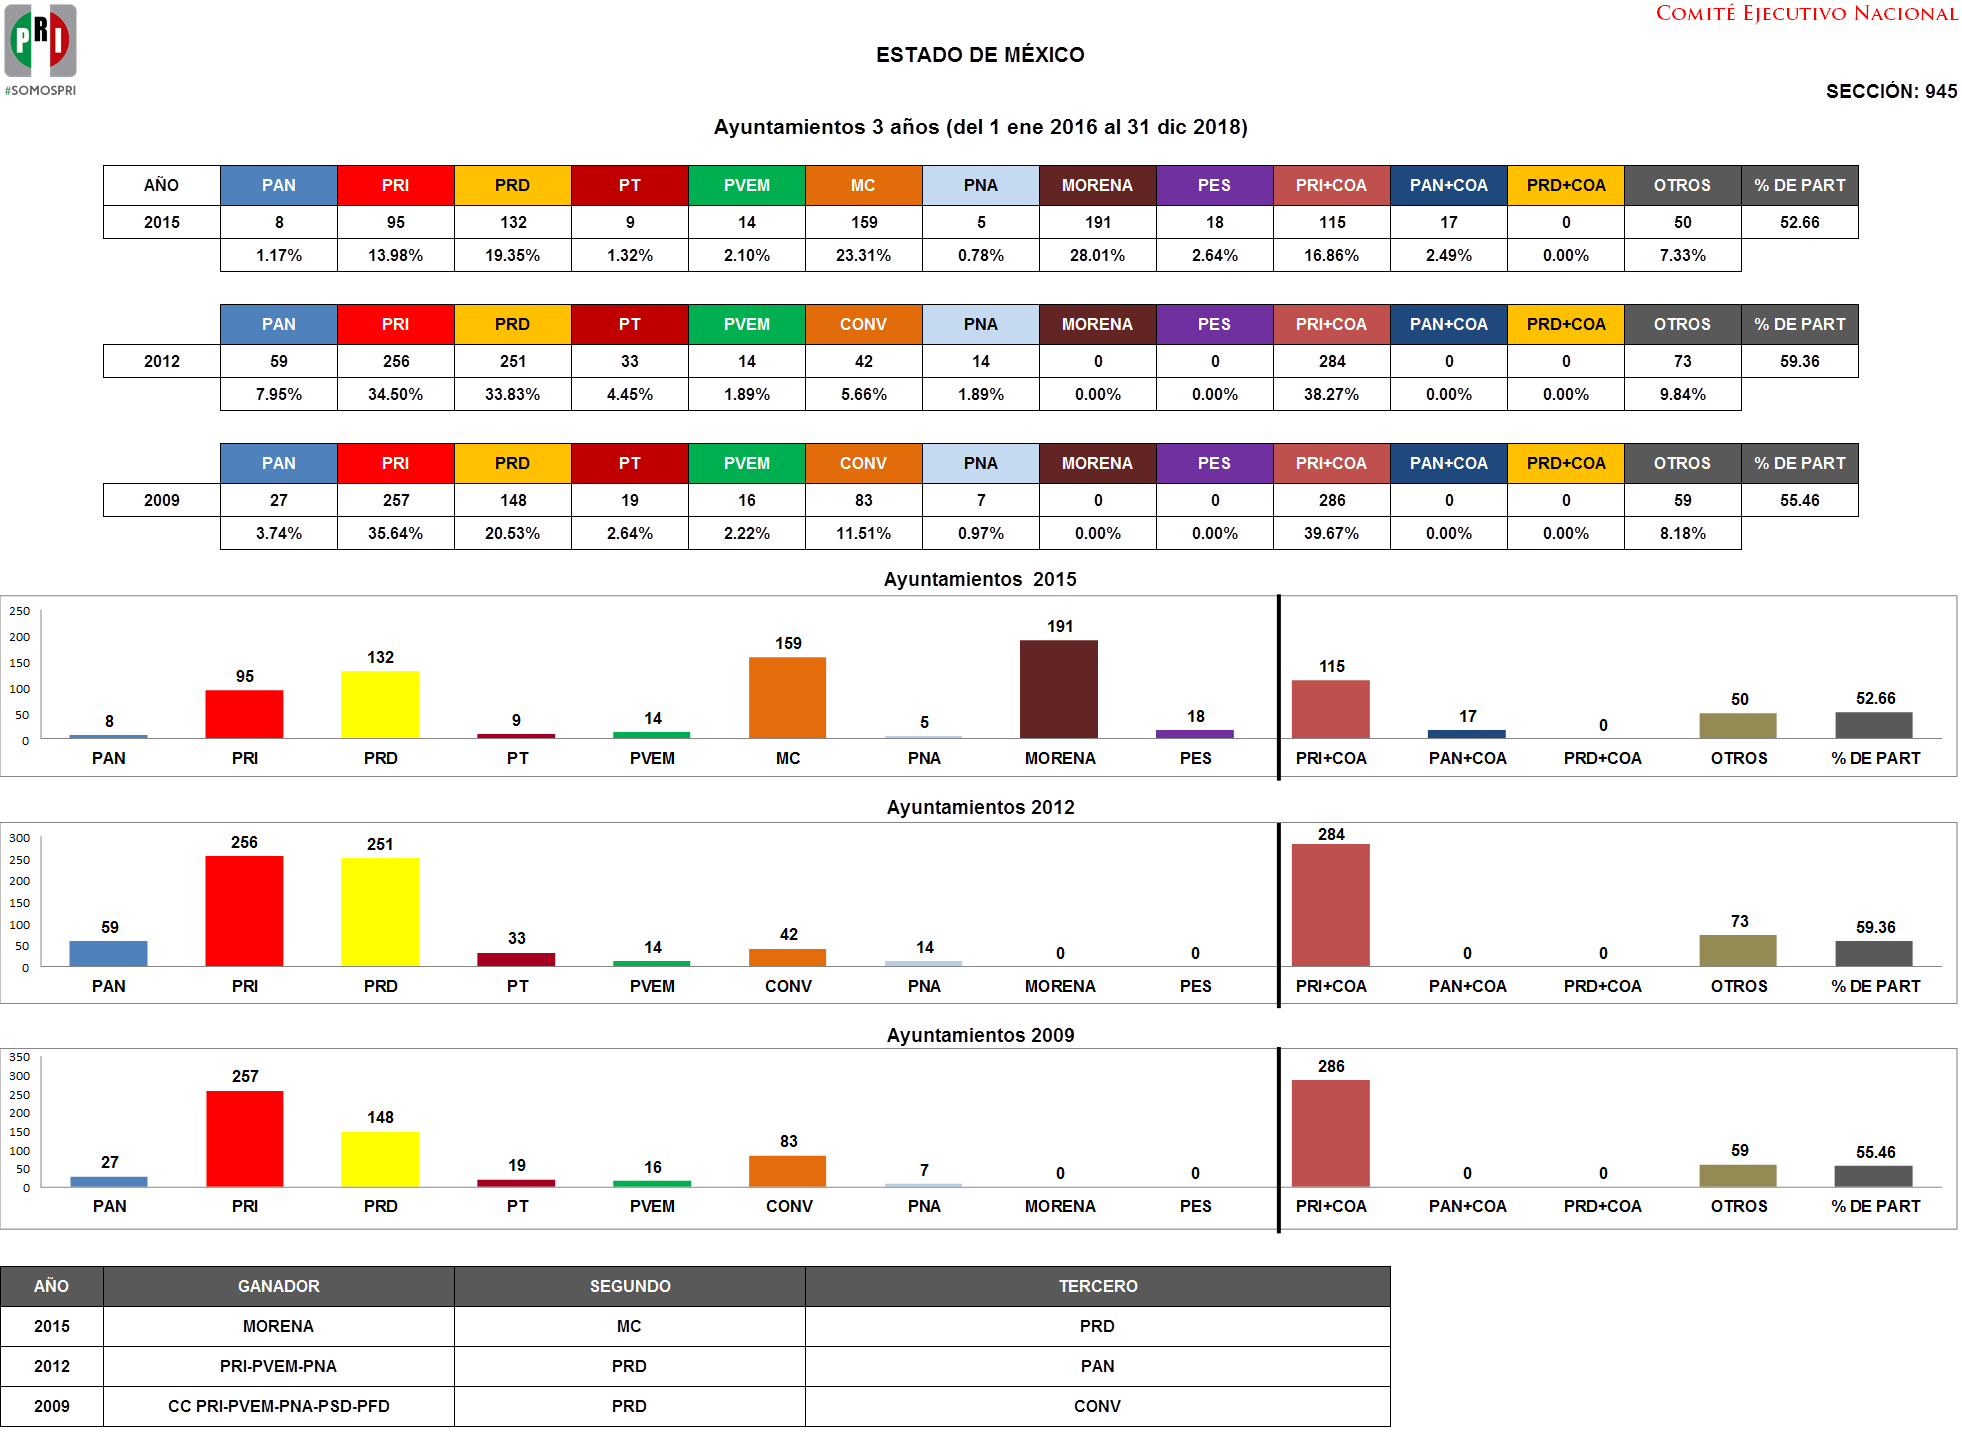 PRI
#SOMOSPRI
COMITÉ EJECUTIVO NACIONAL
ESTADO DE MÉXICO
SECCIÓN: 945
Ayuntamientos 3 años (del 1 ene 2016 al 31 dic 2018)
AÑO PAN PRI PRD PT PVEM MC PNA MORENA PES PRI+COA PAN+COA PRD+COA OTROS % DE PART
2015 8 95 132 9 14 159 5 191 18 115 17 0 50 52.66
1.17% 13.98% 19.35% 1.32% 2.10% 23.31% 0.78% 28.01% 2.64% 16.86% 2.49% 0.00% 7.33%
PAN PRI PRD PT PVEM CONV PNA MORENA PES PRI+COA PAN+COA PRD+COA OTROS % DE PART
2012 59 256 251 33 14 42 14 0 0 284 0 0 73 59.36
7.95% 34.50% 33.83% 4.45% 1.89% 5.66% 1.89% 0.00% 0.00% 38.27% 0.00% 0.00% 9.84%
PAN PRI PRD PT PVEM CONV PNA MORENA PES PRI+COA PAN+COA PRD+COA OTROS % DE PART
2009 27 257 148 19 16 83 7 0 0 286 0 0 59 55.46
3.74% 35.64% 20.53% 2.64% 2.22% 11.51% 0.97% 0.00% 0.00% 39.67% 0.00% 0.00% 8.18%
Ayuntamientos 2015
250
200
150
100
50
0
8 95 132 9 14 159 5 191 18 115 17 0 50 52.66
PAN PRI PRD PT PVEM MC PNA MORENA PES PRI+COA PAN+COA PRD+COA OTROS % DE PART
Ayuntamientos 2012
300
250
200
150
100
50
0
59 256 251 33 14 42 14 0 0 284 0 0 73 59.36
PAN PRI PRD PT PVEM CONV PNA MORENA PES PRI+COA PAN+COA PRD+COA OTROS % DE PART
Ayuntamientos 2009
350
300
250
200
150
100
50
0
27 257 148 19 16 83 7 0 0 286 0 0 59 55.46
PAN PRI PRD PT PVEM CONV PNA MORENA PES PRI+COA PAN+COA PRD+COA OTROS % DE PART
AÑO GANADOR SEGUNDO TERCERO
2015 MORENA MC PRD
2012 PRI-PVEM-PNA PRD PAN
2009 CC PRI-PVEM-PNA-PSD-PFD PRD CONV